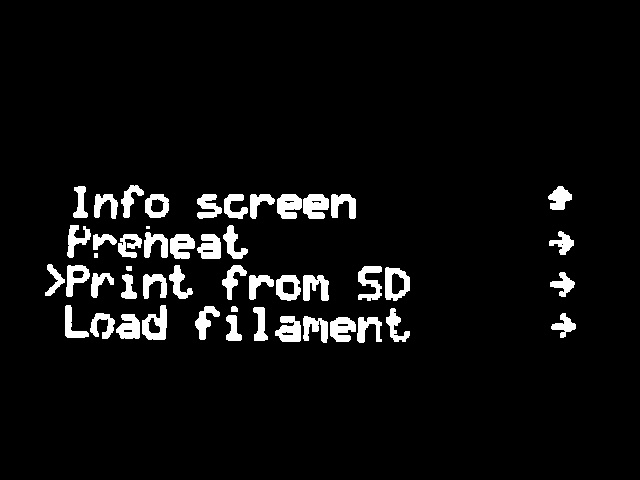 Info screen ↑
Preheat →
>Print from SD →
Load filament →